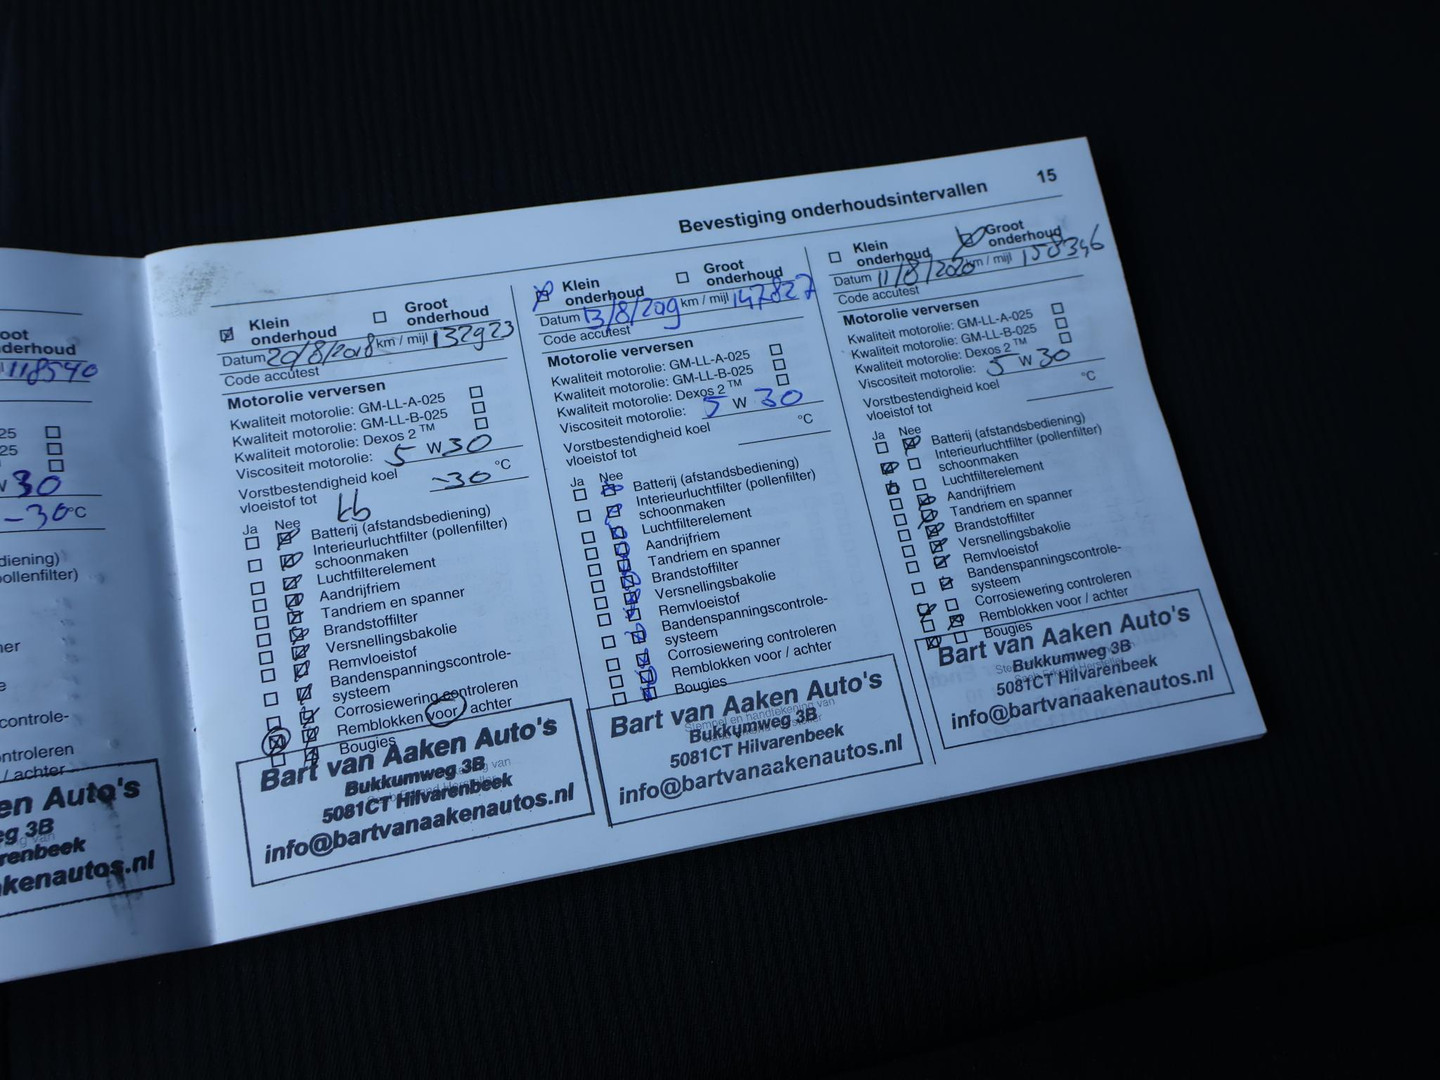 oot
derhoud
118540
25
25
W 30
-30 °C
diening)
pollenfilter)
ner
e
controle-
ontroleren
/ achter
en Auto's
eg 3B
renbeek
akenautos.nl
Bevestiging onderhoudsintervallen 15
Klein onderhoud
Groot onderhoud
Datum 20/8/2018 km / mijl 132923
Code accutest
Motorolie verversen
Kwaliteit motorolie: GM-LL-A-025
Kwaliteit motorolie: GM-LL-B-025
Kwaliteit motorolie: Dexos 2 ™
Viscositeit motorolie: 5 W 30
Vorstbestendigheid koel
vloeistof tot -30 °C
Ja Nee
Batterij (afstandsbediening)
Interieurluchtfilter (pollenfilter)
schoonmaken
Luchtfilterelement
Aandrijfriem
Tandriem en spanner
Brandstoffilter
Versnellingsbakolie
Remvloeistof
Bandenspanningscontrole-
systeem
Corrosiewering controleren
Remblokken voor / achter
Bougies
Bart van Aaken Auto's
Bukkumweg 3B
5081CT Hilvarenbeek
info@bartvanaakenautos.nl
Klein onderhoud
Groot onderhoud
Datum 13/8/209 km / mijl 147827
Code accutest
Motorolie verversen
Kwaliteit motorolie: GM-LL-A-025
Kwaliteit motorolie: GM-LL-B-025
Kwaliteit motorolie: Dexos 2 ™
Viscositeit motorolie: 5 W 30
Vorstbestendigheid koel
vloeistof tot °C
Ja Nee
Batterij (afstandsbediening)
Interieurluchtfilter (pollenfilter)
schoonmaken
Luchtfilterelement
Aandrijfriem
Tandriem en spanner
Brandstoffilter
Versnellingsbakolie
Remvloeistof
Bandenspanningscontrole-
systeem
Corrosiewering controleren
Remblokken voor / achter
Bougies
Stempel en handtekening van
Bart van Aaken Auto's
Bukkumweg 3B
5081CT Hilvarenbeek
info@bartvanaakenautos.nl
Klein onderhoud
Groot onderhoud
Datum 11/8/2020 km / mijl 158346
Code accutest
Motorolie verversen
Kwaliteit motorolie: GM-LL-A-025
Kwaliteit motorolie: GM-LL-B-025
Kwaliteit motorolie: Dexos 2 ™
Viscositeit motorolie: 5 W 30
Vorstbestendigheid koel
vloeistof tot °C
Ja Nee
Batterij (afstandsbediening)
Interieurluchtfilter (pollenfilter)
schoonmaken
Luchtfilterelement
Aandrijfriem
Tandriem en spanner
Brandstoffilter
Versnellingsbakolie
Remvloeistof
Bandenspanningscontrole-
systeem
Corrosiewering controleren
Remblokken voor / achter
Bougies
Bart van Aaken Auto's
Bukkumweg 3B
5081CT Hilvarenbeek
info@bartvanaakenautos.nl